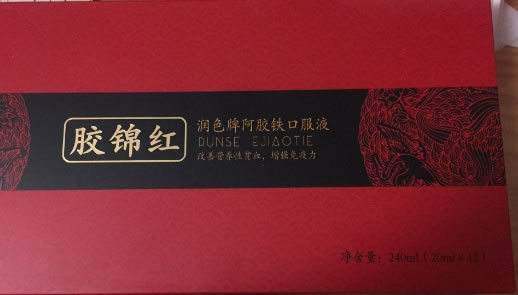 胶锦红
润色牌阿胶铁口服液
RUNSE EJIAOTIE
改善营养性贫血，增强免疫力
净含量：240ml（20ml×12）